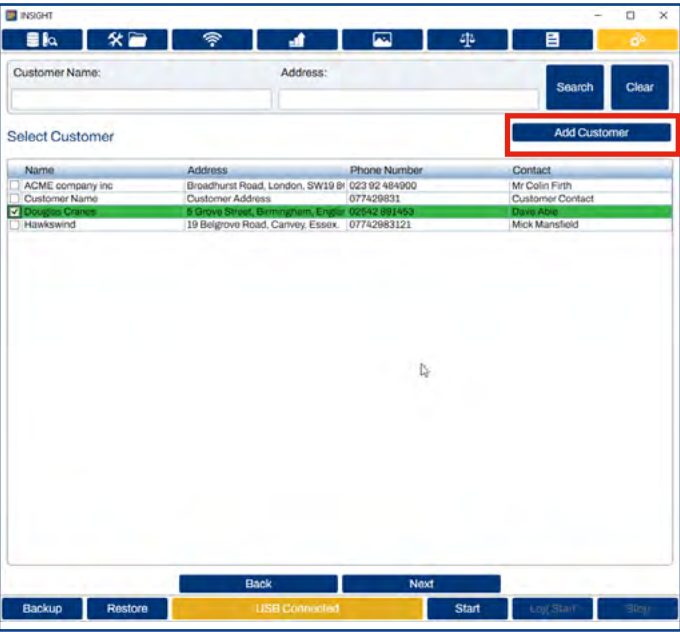 INSIGHT
Customer Name: Address:
Search Clear
Select Customer
Add Customer
Name Address Phone Number Contact
ACME company inc Broadhurst Road, London, SW19 8 023 92 484900 Mr Colin Firth
Customer Name Customer Address 077429831 Customer Contact
Douglas Cranes 5 Grove Street, Birmingham, Englan 02542 891453 Dave Able
Hawkswind 19 Belgrove Road, Canvey, Essex. 07742983121 Mick Mansfield
Back Next
Backup Restore USB Connected Start Log Start Stop